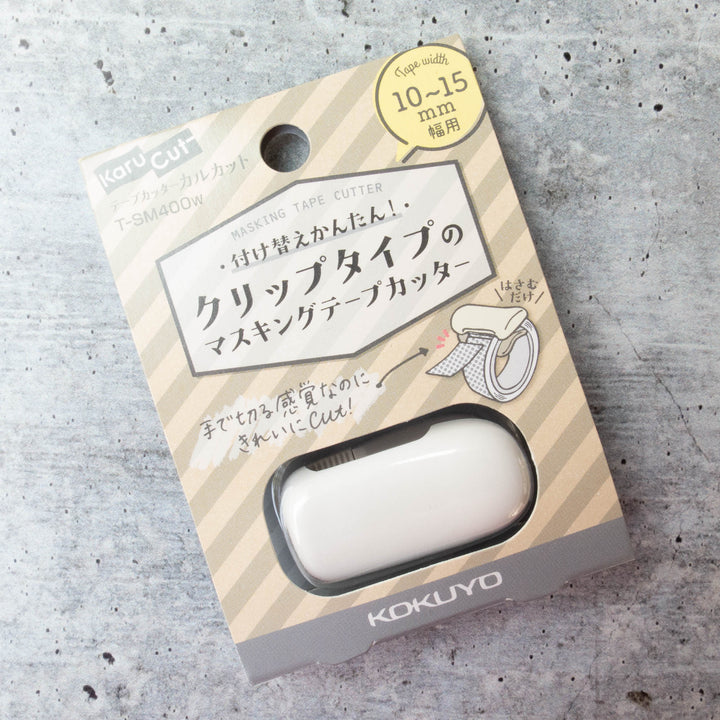 Karu Cut
テープカッターカルカット
T-SM400W
Tape width
10~15
mm
幅用
MASKING TAPE CUTTER
・付け替えかんたん！・
クリップタイプの
マスキングテープカッター
はさむ
だけ
手で切る感覚なのに
きれいにCut!
KOKUYO